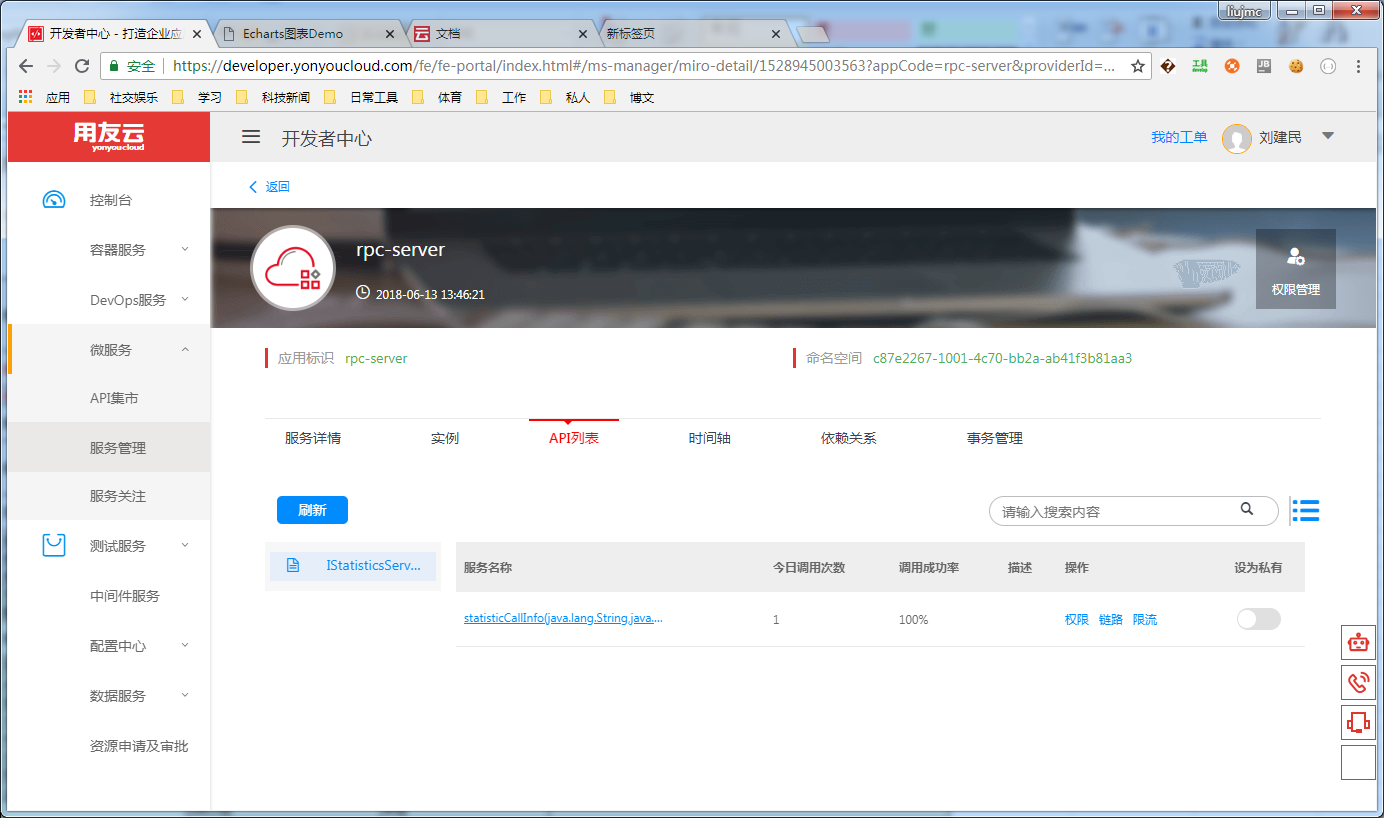 liujmc
开发者中心 - 打造企业应
Echarts图表Demo
文档
新标签页
安全
https://developer.yonyoucloud.com/fe/fe-portal/index.html#/ms-manager/miro-detail/1528945003563?appCode=rpc-server&providerId=...
工具
JB
应用 社交娱乐 学习 科技新闻 日常工具 体育 工作 私人 博文
用友云
yonyoucloud
开发者中心
我的工单
刘建民
返回
控制台
容器服务
DevOps服务
微服务
API集市
服务管理
服务关注
测试服务
中间件服务
配置中心
数据服务
资源申请及审批
rpc-server
2018-06-13 13:46:21
权限管理
应用标识 rpc-server
命名空间 c87e2267-1001-4c70-bb2a-ab41f3b81aa3
服务详情 实例 API列表 时间轴 依赖关系 事务管理
刷新
请输入搜索内容
IStatisticsServ...
服务名称 今日调用次数 调用成功率 描述 操作 设为私有
statisticCallInfo(java.lang.String,java....
1 100% 权限 链路 限流